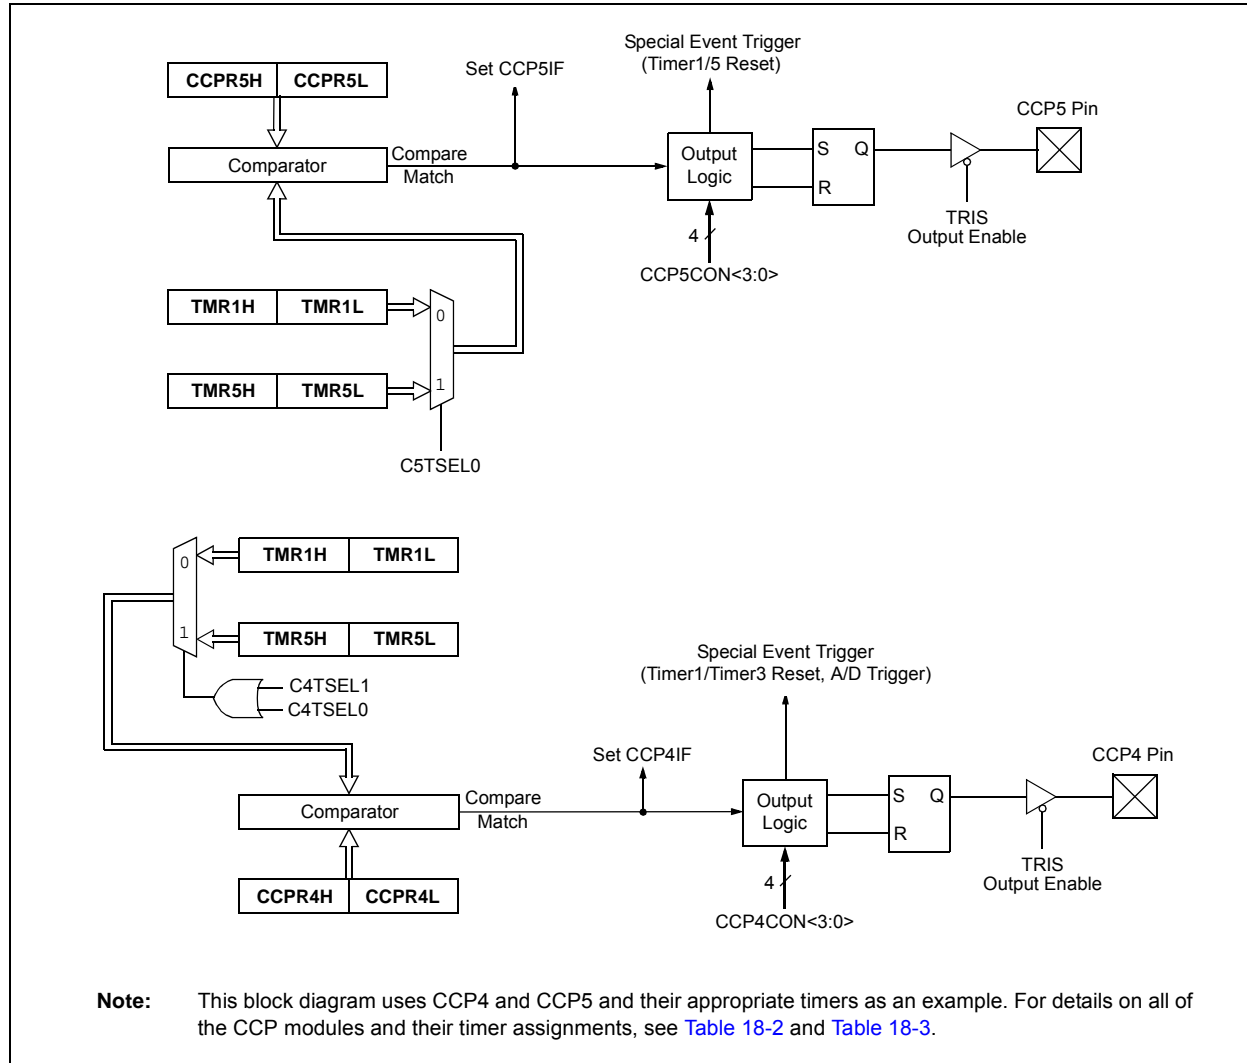 Special Event Trigger
(Timer1/5 Reset)
Set CCP5IF
CCPR5H CCPR5L
CCP5 Pin
Comparator
Compare
Match
Output
Logic
S Q
R
TRIS
Output Enable
4
CCP5CON<3:0>
TMR1H TMR1L
0
TMR5H TMR5L
1
C5TSEL0
0
TMR1H TMR1L
1
TMR5H TMR5L
C4TSEL1
C4TSEL0
Special Event Trigger
(Timer1/Timer3 Reset, A/D Trigger)
Set CCP4IF
CCP4 Pin
Comparator
Compare
Match
Output
Logic
S Q
R
TRIS
Output Enable
4
CCPR4H CCPR4L
CCP4CON<3:0>
Note: This block diagram uses CCP4 and CCP5 and their appropriate timers as an example. For details on all of
the CCP modules and their timer assignments, see Table 18-2 and Table 18-3.